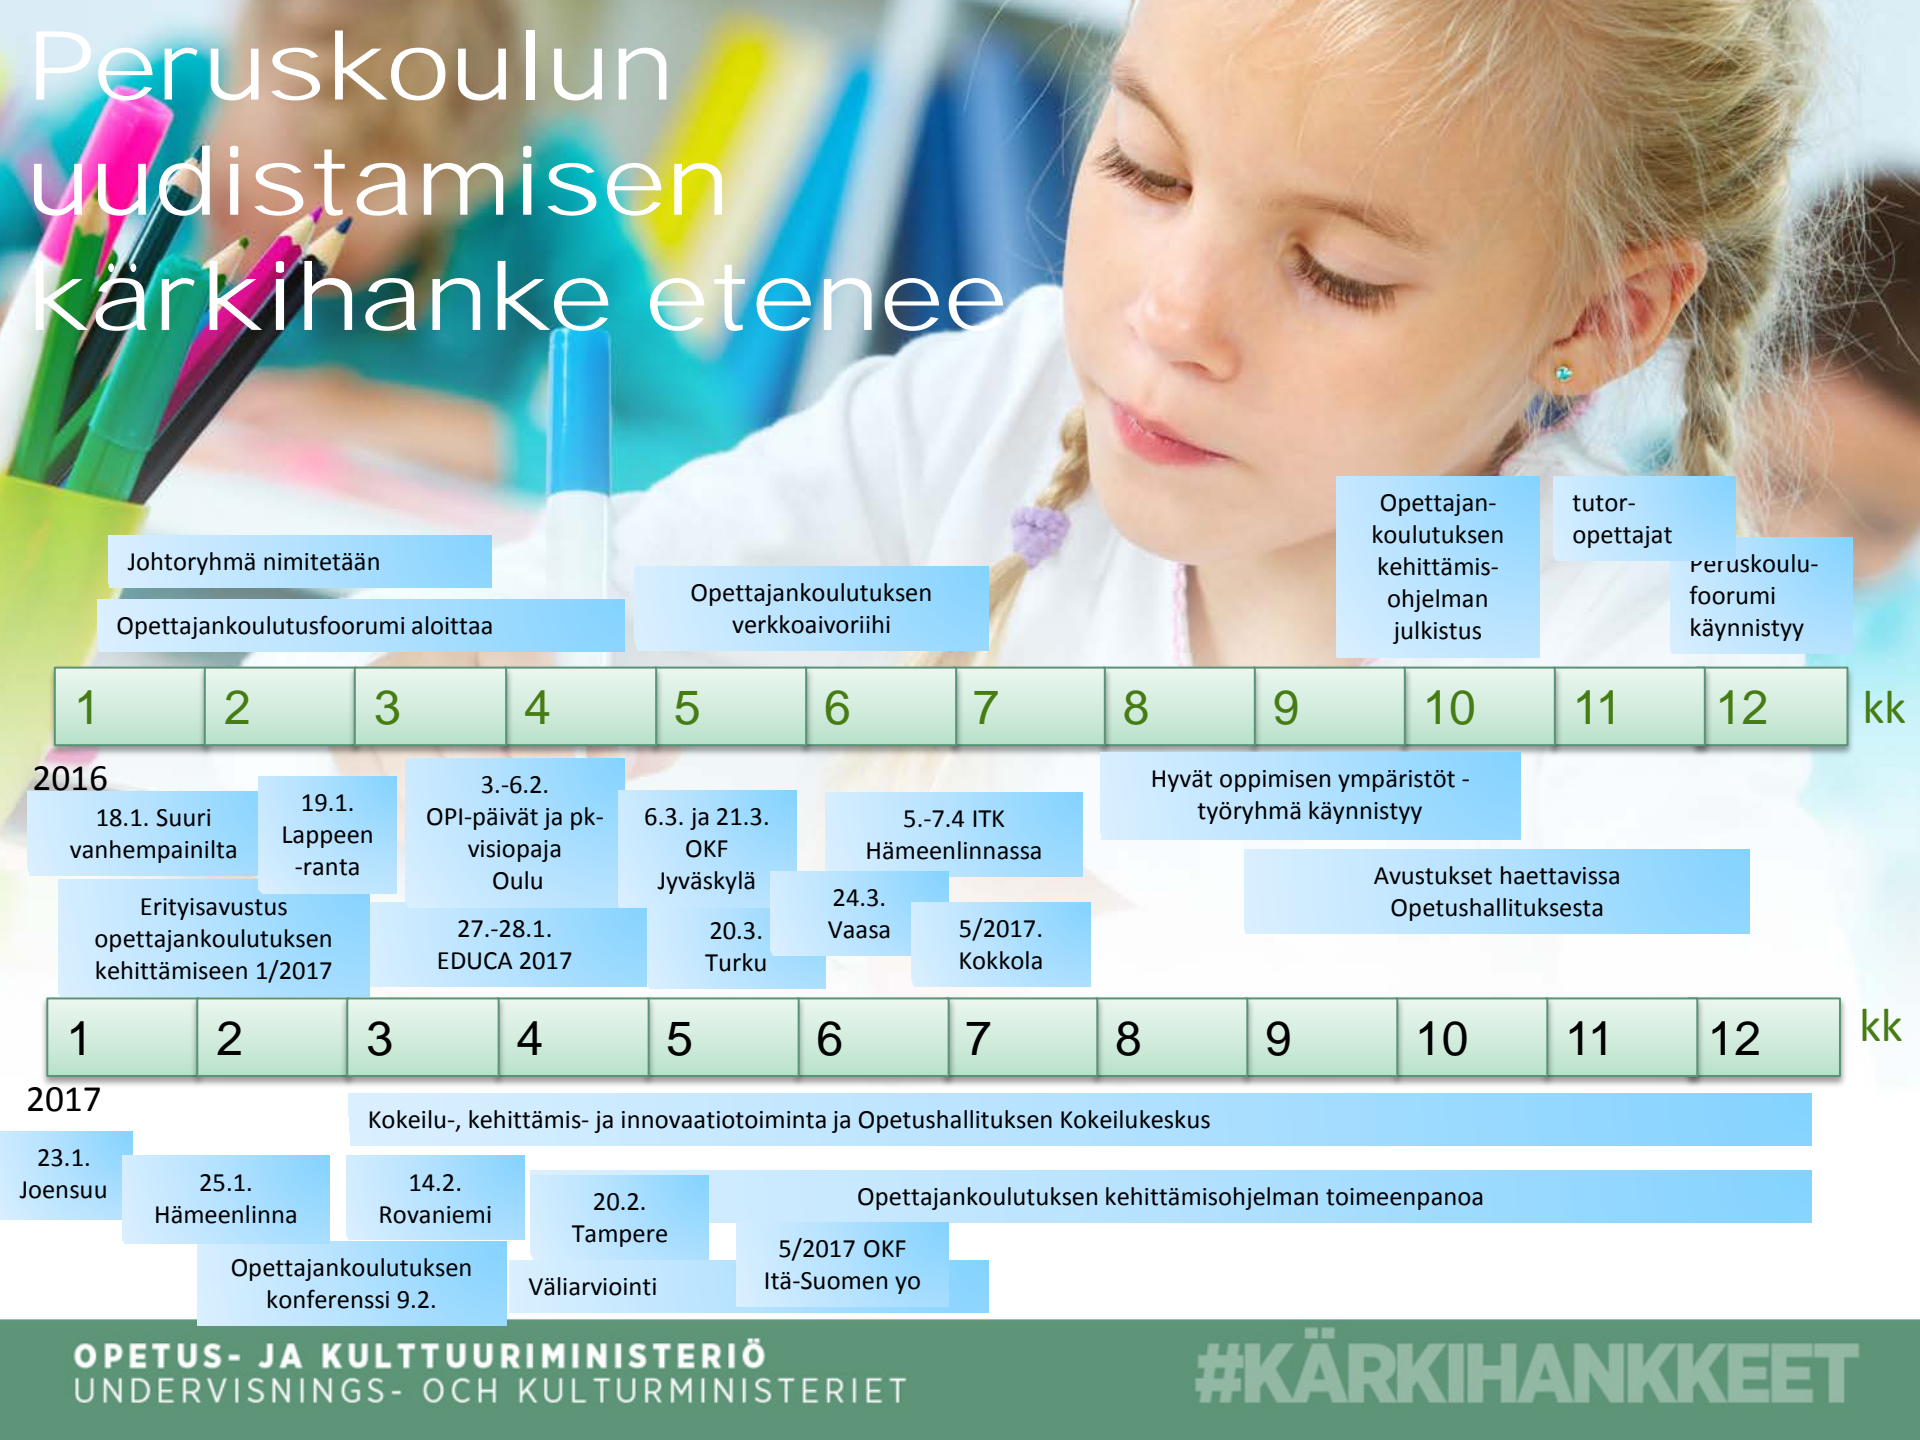 Peruskoulun
uudistamisen
kärkihanke etenee
Johtoryhmä nimitetään
Opettajankoulutusfoorumi aloittaa
Opettajankoulutuksen
verkkoaivoriihi
Opettajan-
koulutuksen
kehittämis-
ohjelman
julkistus
tutor-
opettajat
Peruskoulu-
foorumi
käynnistyy
1 2 3 4 5 6 7 8 9 10 11 12 kk
2016
18.1. Suuri
vanhempainilta
19.1.
Lappeen
-ranta
3.-6.2.
OPI-päivät ja pk-
visiopaja
Oulu
6.3. ja 21.3.
OKF
Jyväskylä
5.-7.4 ITK
Hämeenlinnassa
Hyvät oppimisen ympäristöt -
työryhmä käynnistyy
Avustukset haettavissa
Opetushallituksesta
Erityisavustus
opettajankoulutuksen
kehittämiseen 1/2017
27.-28.1.
EDUCA 2017
20.3.
Turku
24.3.
Vaasa
5/2017.
Kokkola
1 2 3 4 5 6 7 8 9 10 11 12 kk
2017
Kokeilu-, kehittämis- ja innovaatiotoiminta ja Opetushallituksen Kokeilukeskus
23.1.
Joensuu
25.1.
Hämeenlinna
14.2.
Rovaniemi
20.2.
Tampere
Opettajankoulutuksen kehittämisohjelman toimeenpanoa
Opettajankoulutuksen
konferenssi 9.2.
Väliarviointi
5/2017 OKF
Itä-Suomen yo
OPETUS- JA KULTTUURIMINISTERIÖ
UNDERVISNINGS- OCH KULTURMINISTERIET
#KÄRKIHANKKEET